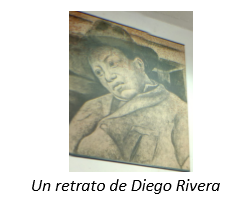 Un retrato de Diego Rivera